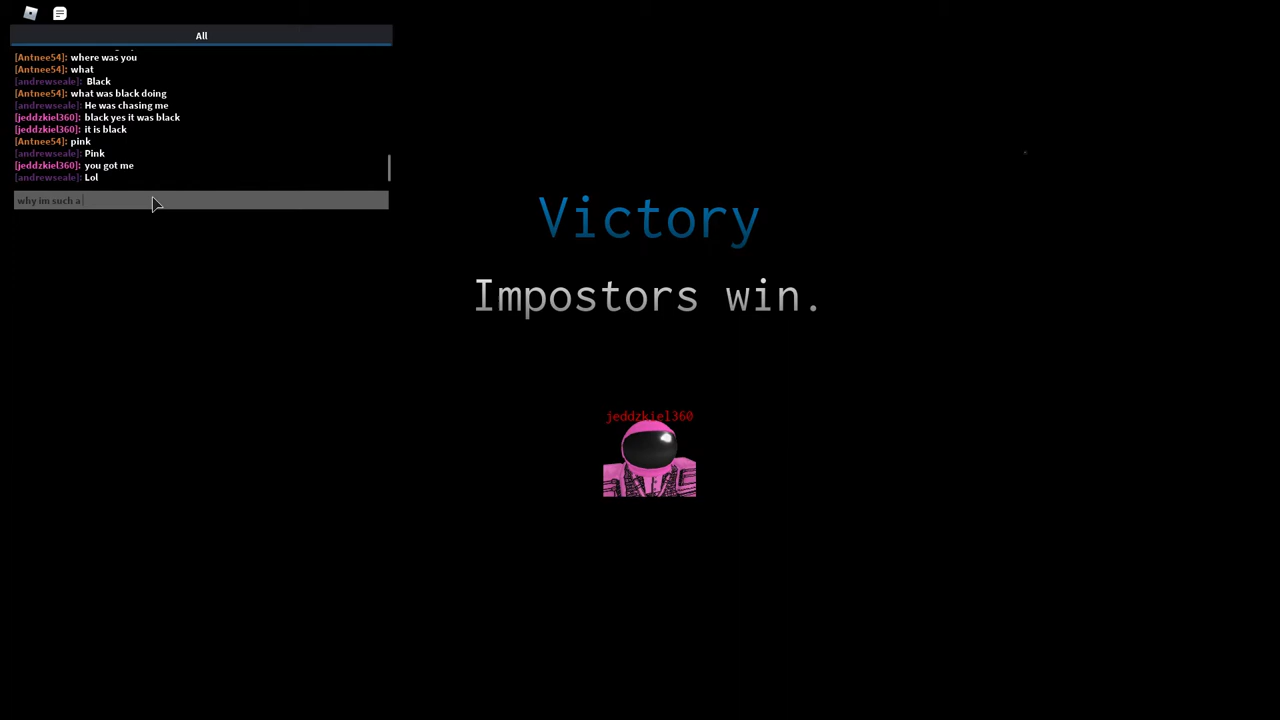 All
[Antnee54]: where was you
[Antnee54]: what
[andrewseale]: Black
[Antnee54]: what was black doing
[andrewseale]: He was chasing me
[jeddzkiel360]: black yes it was black
[jeddzkiel360]: it is black
[Antnee54]: pink
[andrewseale]: Pink
[jeddzkiel360]: you got me
[andrewseale]: Lol
why im such a
Victory
Impostors win.
jeddzkiel360